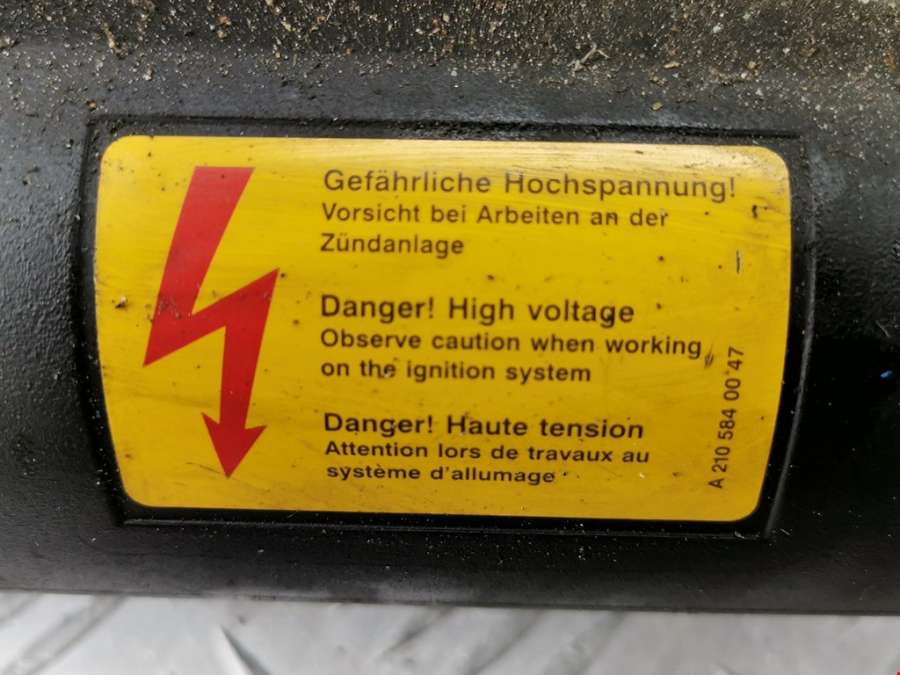 Gefährliche Hochspannung!
Vorsicht bei Arbeiten an der
Zündanlage
Danger! High voltage
Observe caution when working
on the ignition system
Danger! Haute tension
Attention lors de travaux au
système d'allumage
A 210 584 00 47